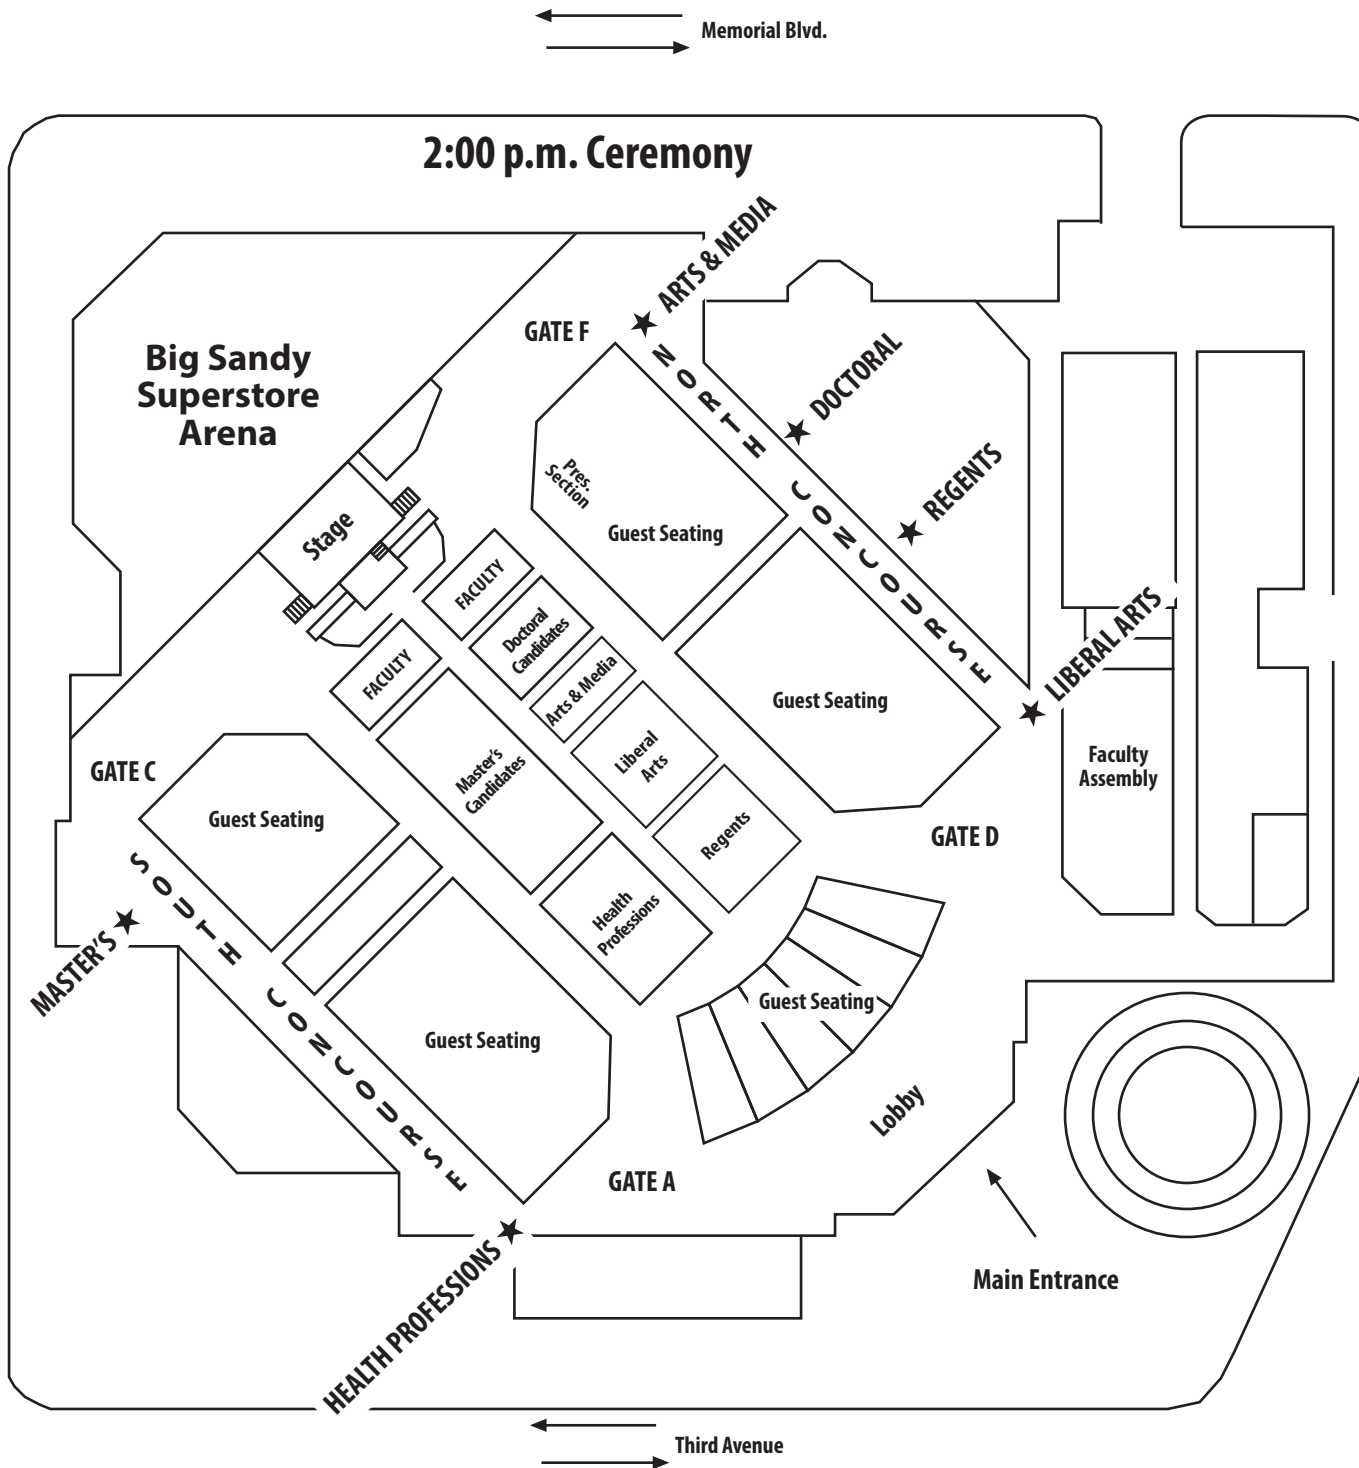 Memorial Blvd.
2:00 p.m. Ceremony
ARTS & MEDIA
GATE F
Big Sandy
Superstore
Arena
DOCTORAL
NORTH CONCOURSE
REGENTS
Pres.
Section
Guest Seating
Stage
FACULTY
Doctoral
Candidates
LIBERAL ARTS
FACULTY
Arts & Media
Guest Seating
Liberal
Arts
Master's
Candidates
Faculty
Assembly
GATE C
Guest Seating
Regents
GATE D
SOUTH CONCOURSE
Health
Professions
MASTER'S
Guest Seating
Guest Seating
Lobby
GATE A
Main Entrance
HEALTH PROFESSIONS
Third Avenue